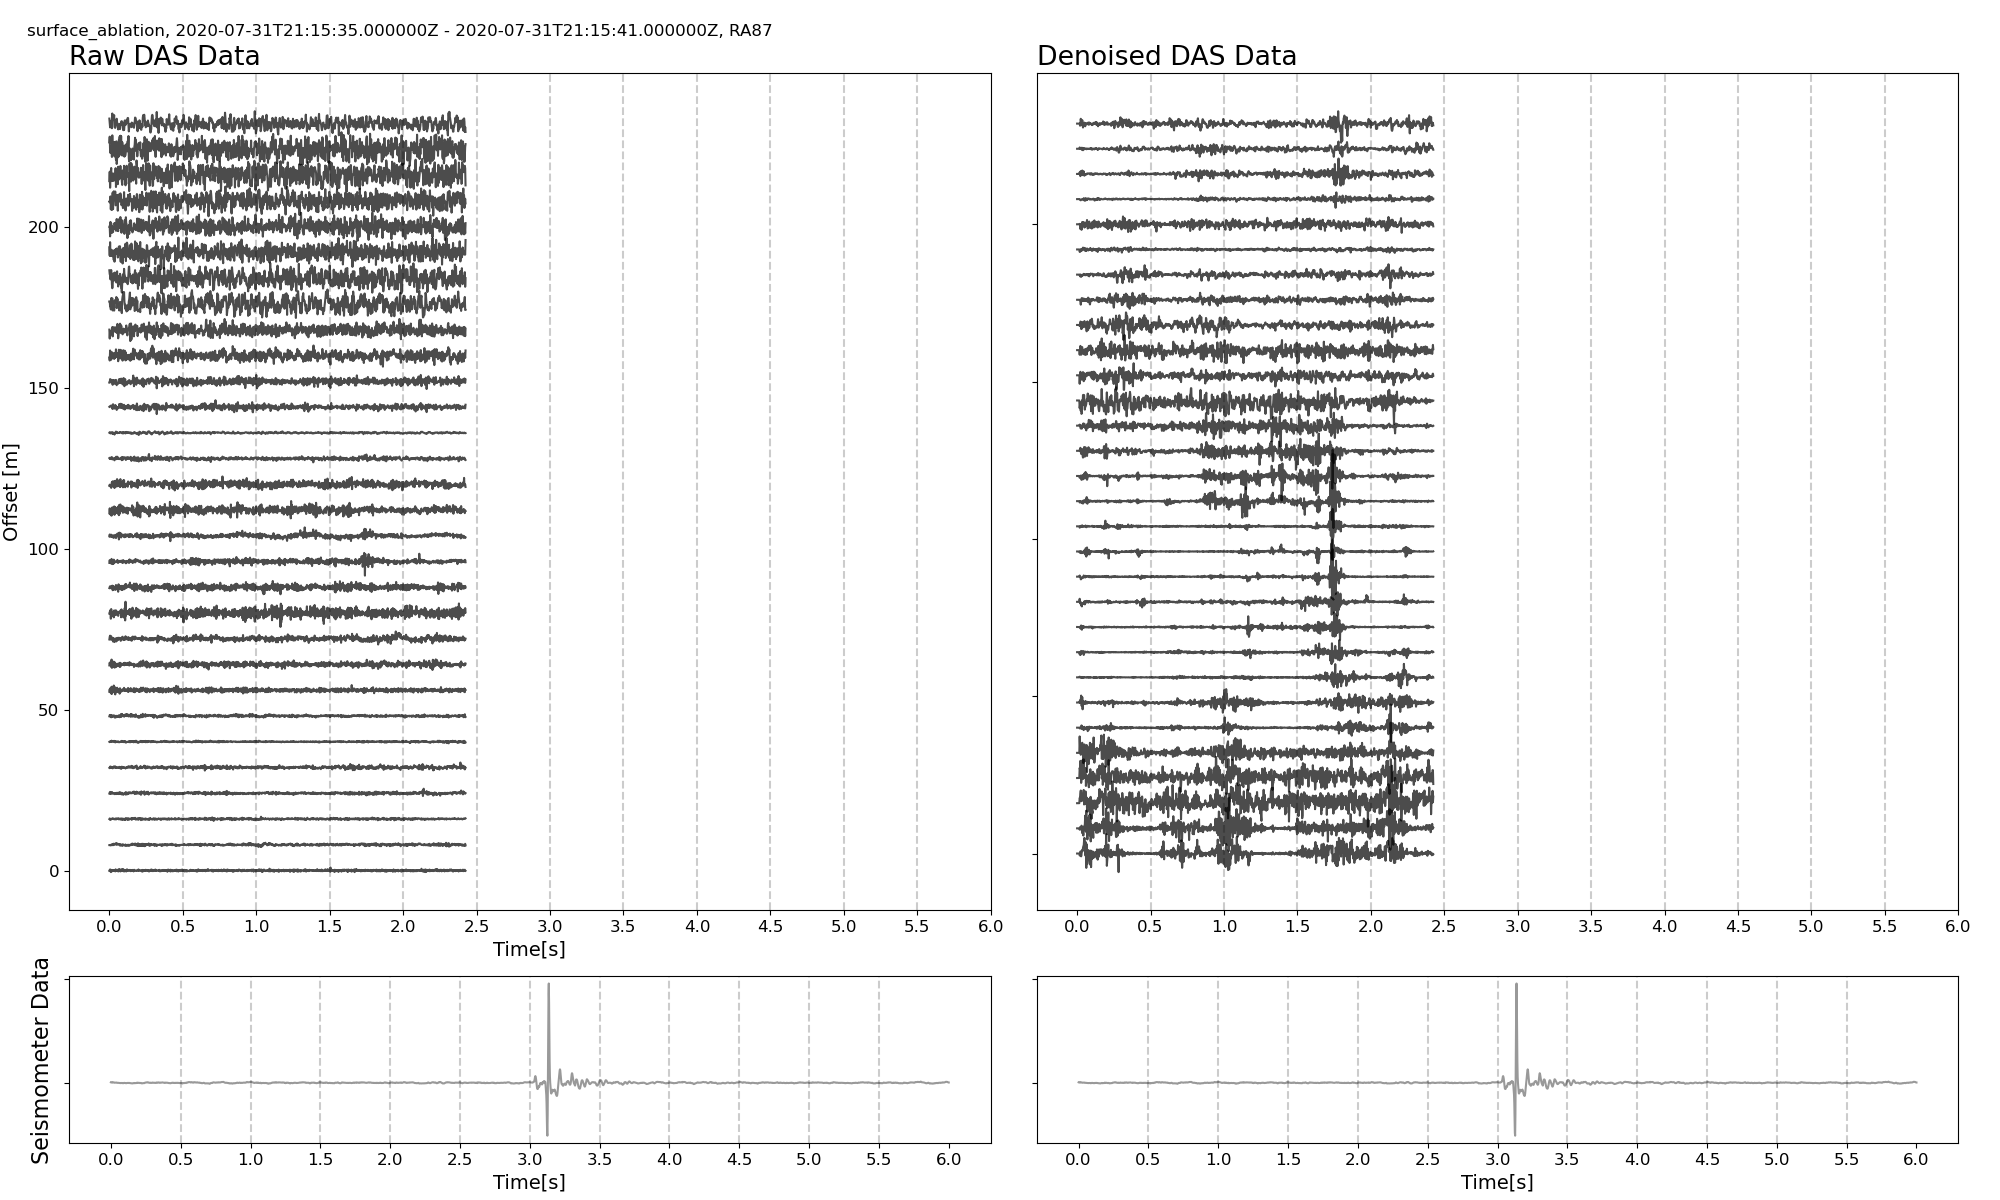 surface_ablation, 2020-07-31T21:15:35.000000Z - 2020-07-31T21:15:41.000000Z, RA87
Raw DAS Data
Denoised DAS Data
Offset [m]
200
150
100
50
0
0.0 0.5 1.0 1.5 2.0 2.5 3.0 3.5 4.0 4.5 5.0 5.5 6.0
Time[s]
0.0 0.5 1.0 1.5 2.0 2.5 3.0 3.5 4.0 4.5 5.0 5.5 6.0
Seismometer Data
0.0 0.5 1.0 1.5 2.0 2.5 3.0 3.5 4.0 4.5 5.0 5.5 6.0
Time[s]
0.0 0.5 1.0 1.5 2.0 2.5 3.0 3.5 4.0 4.5 5.0 5.5 6.0
Time[s]